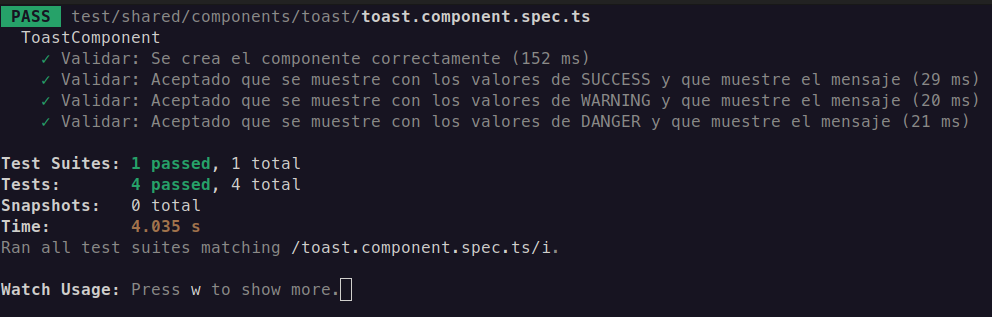 PASS test/shared/components/toast/toast.component.spec.ts
ToastComponent
✓ Validar: Se crea el componente correctamente (152 ms)
✓ Validar: Aceptado que se muestre con los valores de SUCCESS y que muestre el mensaje (29 ms)
✓ Validar: Aceptado que se muestre con los valores de WARNING y que muestre el mensaje (20 ms)
✓ Validar: Aceptado que se muestre con los valores de DANGER y que muestre el mensaje (21 ms)
Test Suites: 1 passed, 1 total
Tests: 4 passed, 4 total
Snapshots: 0 total
Time: 4.035 s
Ran all test suites matching /toast.component.spec.ts/i.
Watch Usage: Press w to show more.